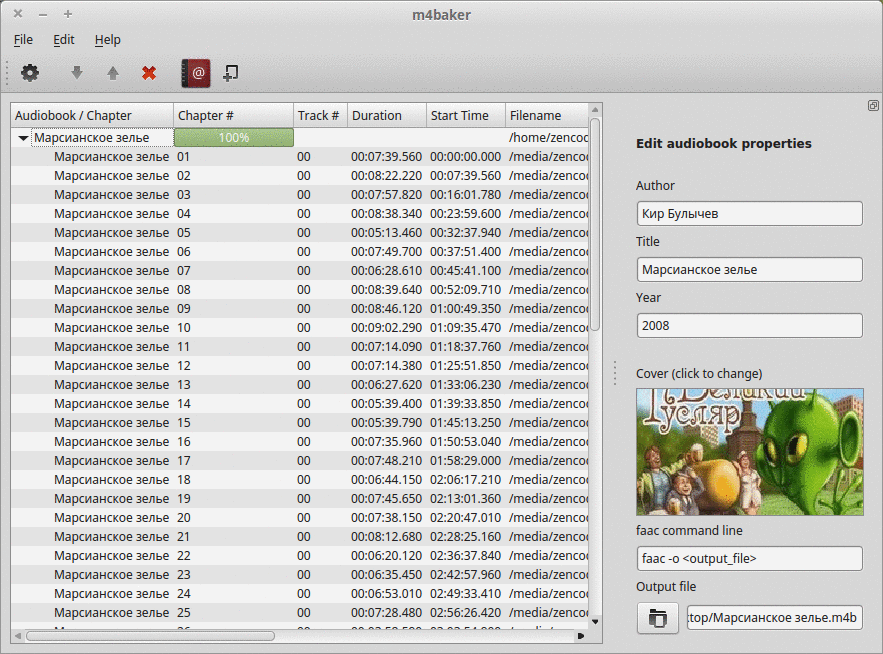 m4baker
File Edit Help
@
Audiobook / Chapter Chapter # Track # Duration Start Time Filename
Марсианское зелье 100% /home/zencod
Марсианское зелье 01 00 00:07:39.560 00:00:00.000 /media/zencod
Марсианское зелье 02 00 00:08:22.220 00:07:39.560 /media/zencod
Марсианское зелье 03 00 00:07:57.820 00:16:01.780 /media/zencod
Марсианское зелье 04 00 00:08:38.340 00:23:59.600 /media/zencod
Марсианское зелье 05 00 00:05:13.460 00:32:37.940 /media/zencod
Марсианское зелье 06 00 00:07:49.700 00:37:51.400 /media/zencod
Марсианское зелье 07 00 00:06:28.610 00:45:41.100 /media/zencod
Марсианское зелье 08 00 00:08:39.640 00:52:09.710 /media/zencod
Марсианское зелье 09 00 00:08:46.120 01:00:49.350 /media/zencod
Марсианское зелье 10 00 00:09:02.290 01:09:35.470 /media/zencod
Марсианское зелье 11 00 00:07:14.090 01:18:37.760 /media/zencod
Марсианское зелье 12 00 00:07:14.380 01:25:51.850 /media/zencod
Марсианское зелье 13 00 00:06:27.620 01:33:06.230 /media/zencod
Марсианское зелье 14 00 00:05:39.400 01:39:33.850 /media/zencod
Марсианское зелье 15 00 00:05:39.790 01:45:13.250 /media/zencod
Марсианское зелье 16 00 00:07:35.960 01:50:53.040 /media/zencod
Марсианское зелье 17 00 00:07:48.210 01:58:29.000 /media/zencod
Марсианское зелье 18 00 00:06:44.150 02:06:17.210 /media/zencod
Марсианское зелье 19 00 00:07:45.650 02:13:01.360 /media/zencod
Марсианское зелье 20 00 00:07:38.150 02:20:47.010 /media/zencod
Марсианское зелье 21 00 00:08:12.680 02:28:25.160 /media/zencod
Марсианское зелье 22 00 00:06:20.120 02:36:37.840 /media/zencod
Марсианское зелье 23 00 00:06:35.450 02:42:57.960 /media/zencod
Марсианское зелье 24 00 00:06:53.010 02:49:33.410 /media/zencod
Марсианское зелье 25 00 00:07:28.480 02:56:26.420 /media/zencod
Edit audiobook properties
Author
Кир Булычев
Title
Марсианское зелье
Year
2008
Cover (click to change)
Великий
Гусляр
faac command line
faac -o <output_file>
Output file
top/Марсианское зелье.m4b